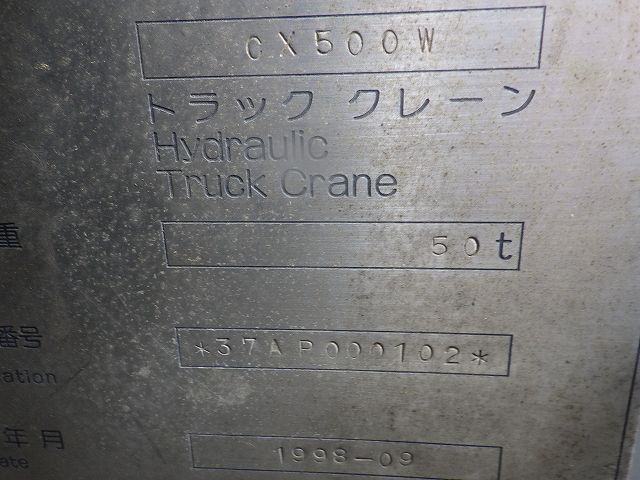 CX500W
トラック クレーン
Hydraulic
Truck Crane
重 50t
番号 *37AP000102*
ation
年月 1998-09
ate